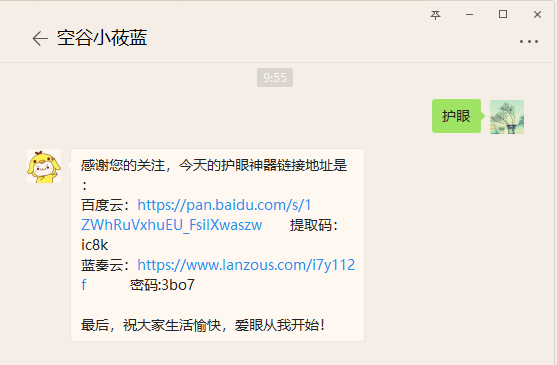 空谷小莜蓝
9:55
护眼
感谢您的关注，今天的护眼神器链接地址是
：
百度云：https://pan.baidu.com/s/1
ZWhRuVxhuEU_FsilXwaszw 提取码：
ic8k
蓝奏云：https://www.lanzous.com/i7y112
f 密码:3bo7
最后，祝大家生活愉快，爱眼从我开始！